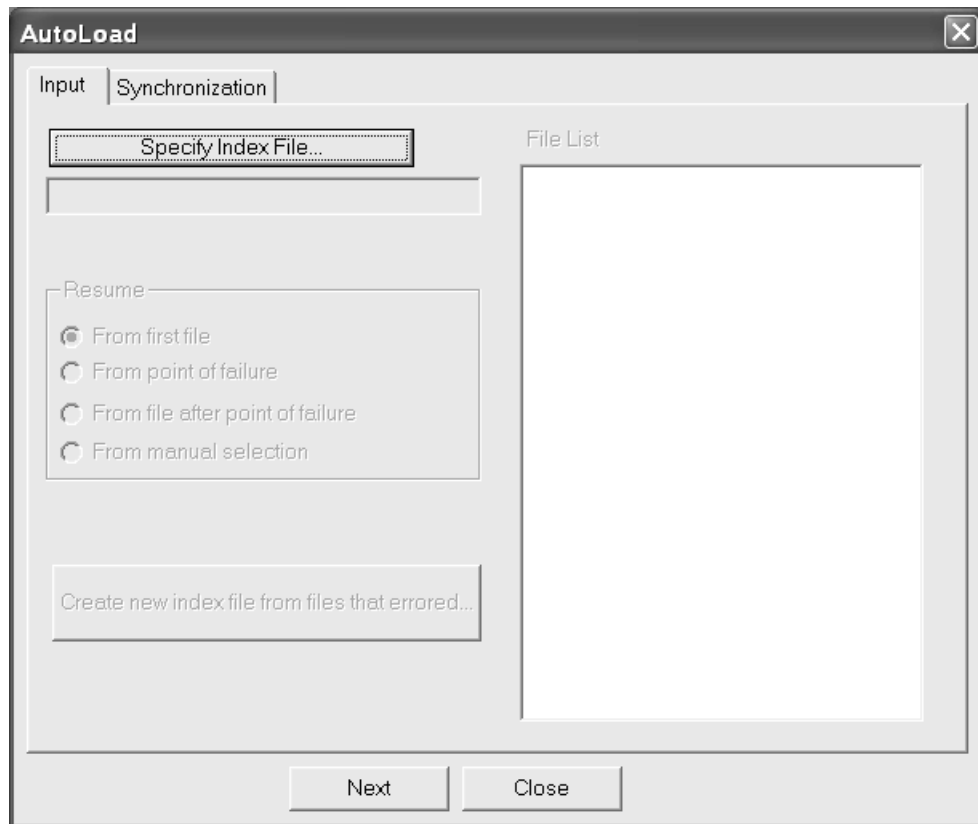 AutoLoad
Input
Synchronization
Specify Index File...
File List
Resume
From first file
From point of failure
From file after point of failure
From manual selection
Create new index file from files that errored...
Next
Close